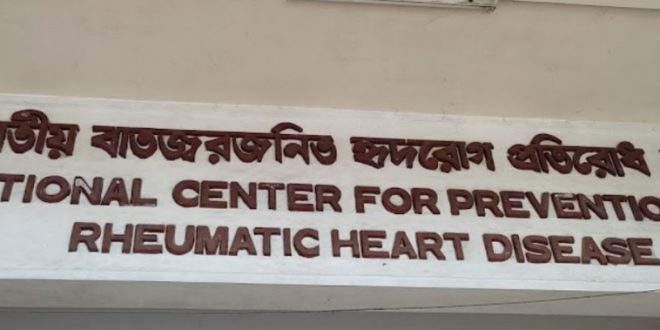 তীয় বাতজ্বরজনিত হৃদরোগ প্রতিরোধ
TIONAL CENTER FOR PREVENTIO
RHEUMATIC HEART DISEASE